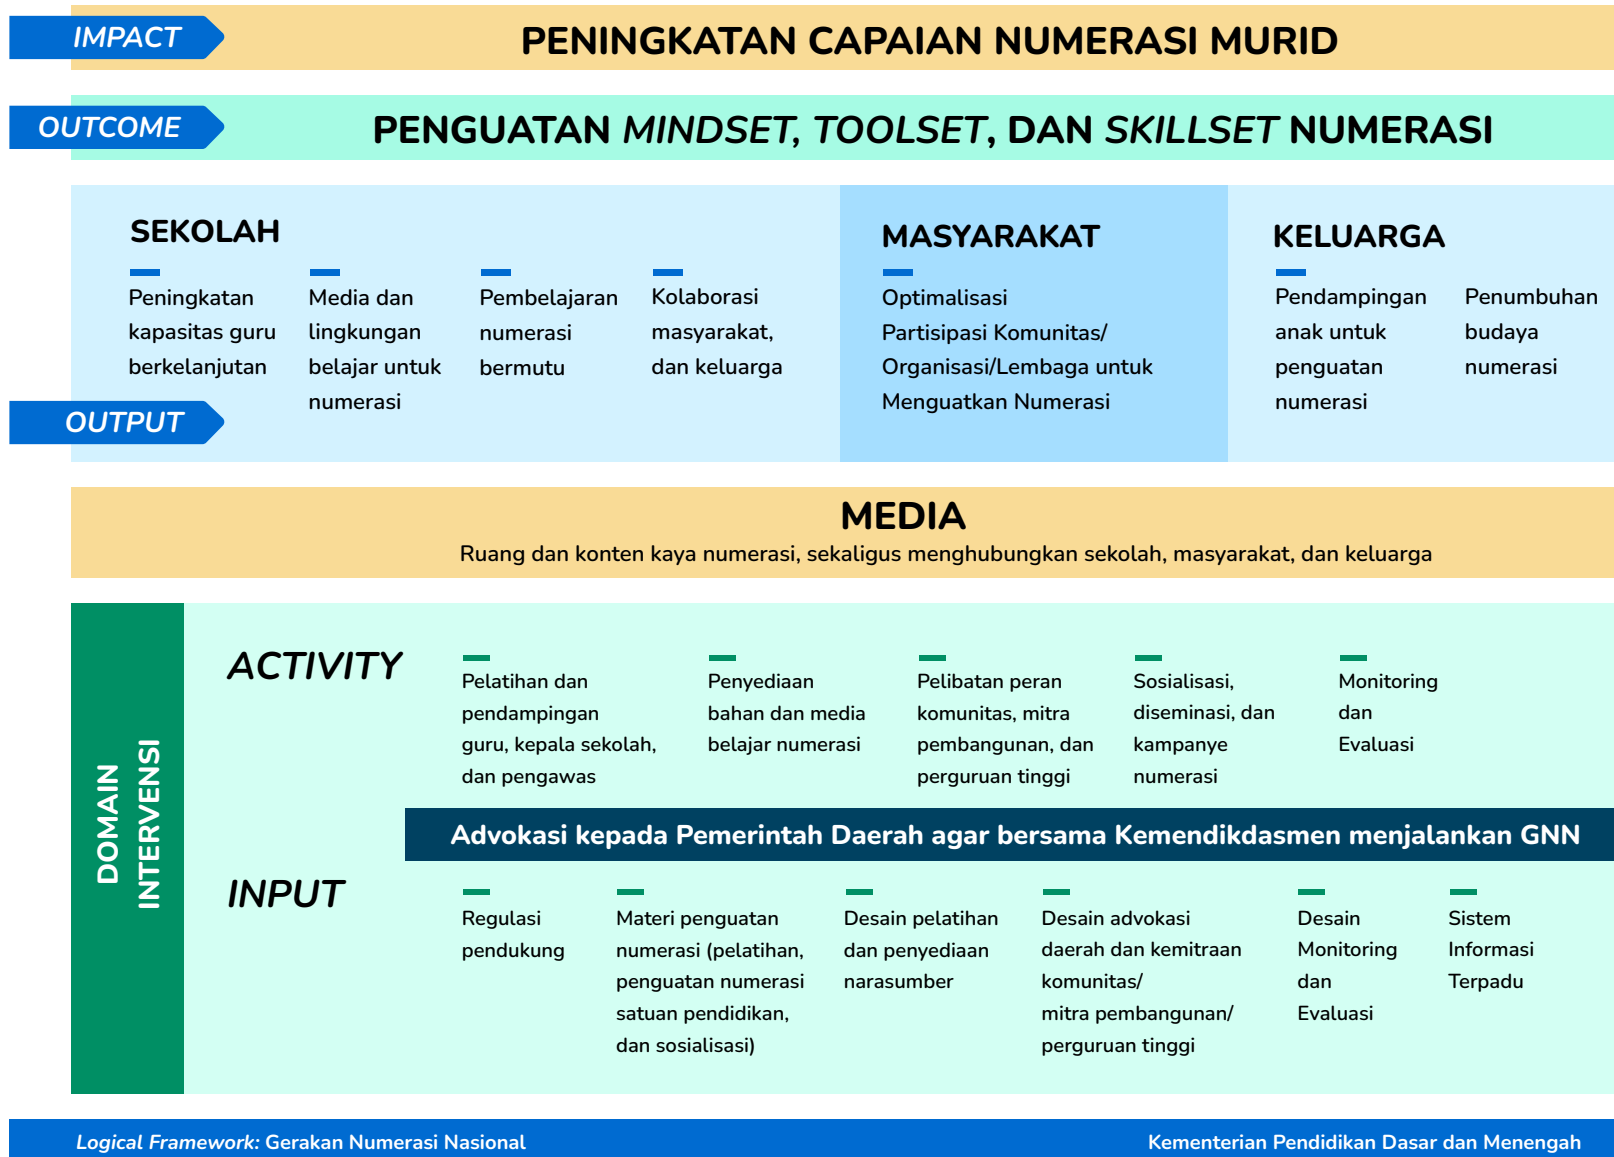 IMPACT
PENINGKATAN CAPAIAN NUMERASI MURID
OUTCOME
PENGUATAN MINDSET, TOOLSET, DAN SKILLSET NUMERASI
OUTPUT
SEKOLAH
Peningkatan
kapasitas guru
berkelanjutan
Media dan
lingkungan
belajar untuk
numerasi
Pembelajaran
numerasi
bermutu
Kolaborasi
masyarakat,
dan keluarga
MASYARAKAT
Optimalisasi
Partisipasi Komunitas/
Organisasi/Lembaga untuk
Menguatkan Numerasi
KELUARGA
Pendampingan
anak untuk
penguatan
numerasi
Penumbuhan
budaya
numerasi
MEDIA
Ruang dan konten kaya numerasi, sekaligus menghubungkan sekolah, masyarakat, dan keluarga
DOMAIN
INTERVENSI
ACTIVITY
Pelatihan dan
pendampingan
guru, kepala sekolah,
dan pengawas
Penyediaan
bahan dan media
belajar numerasi
Pelibatan peran
komunitas, mitra
pembangunan, dan
perguruan tinggi
Sosialisasi,
diseminasi, dan
kampanye
numerasi
Monitoring
dan
Evaluasi
Advokasi kepada Pemerintah Daerah agar bersama Kemendikdasmen menjalankan GNN
INPUT
Regulasi
pendukung
Materi penguatan
numerasi (pelatihan,
penguatan numerasi
satuan pendidikan,
dan sosialisasi)
Desain pelatihan
dan penyediaan
narasumber
Desain advokasi
daerah dan kemitraan
komunitas/
mitra pembangunan/
perguruan tinggi
Desain
Monitoring
dan
Evaluasi
Sistem
Informasi
Terpadu
Logical Framework: Gerakan Numerasi Nasional
Kementerian Pendidikan Dasar dan Menengah